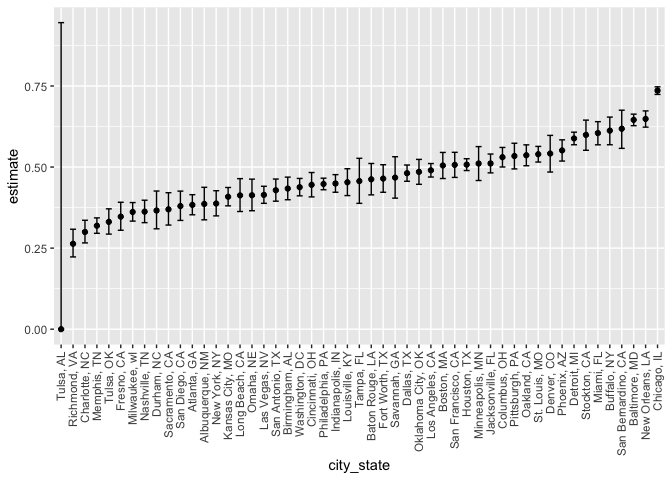 estimate
0.75
0.50
0.25
0.00
Tulsa, AL
Richmond, VA
Charlotte, NC
Memphis, TN
Tulsa, OK
Fresno, CA
Milwaukee, wI
Nashville, TN
Durham, NC
Sacramento, CA
San Diego, CA
Atlanta, GA
Albuquerque, NM
New York, NY
Kansas City, MO
Long Beach, CA
Omaha, NE
Las Vegas, NV
San Antonio, TX
Birmingham, AL
Washington, DC
Cincinnati, OH
Philadelphia, PA
Indianapolis, IN
Louisville, KY
Tampa, FL
Baton Rouge, LA
Fort Worth, TX
Savannah, GA
Dallas, TX
Oklahoma City, OK
Los Angeles, CA
Boston, MA
San Francisco, CA
Houston, TX
Minneapolis, MN
Jacksonville, FL
Columbus, OH
Pittsburgh, PA
Oakland, CA
St. Louis, MO
Denver, CO
Phoenix, AZ
Detroit, MI
Stockton, CA
Miami, FL
Buffalo, NY
San Bernardino, CA
Baltimore, MD
New Orleans, LA
Chicago, IL
city_state